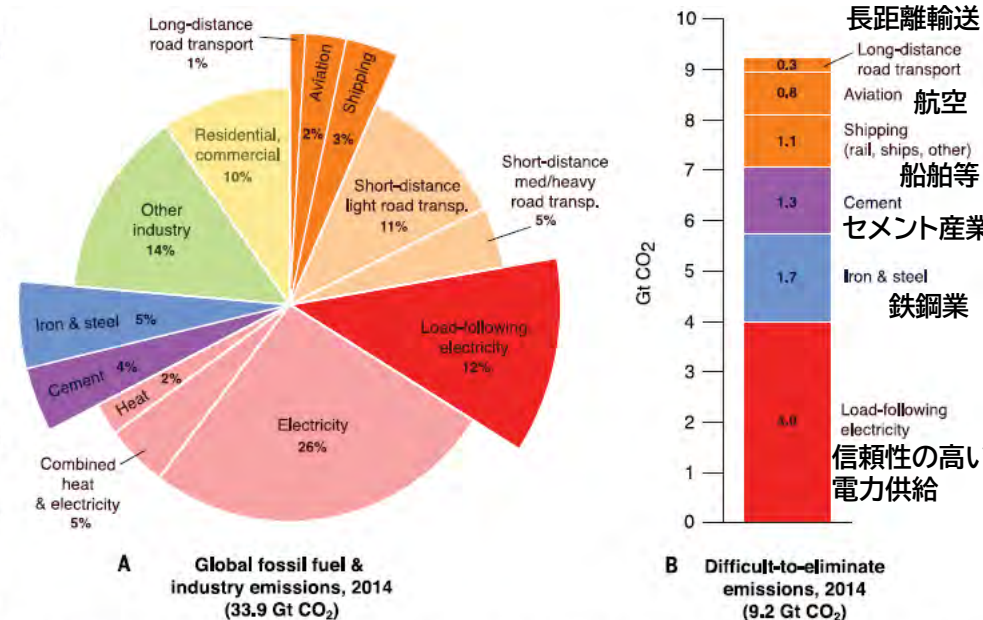 Long-distance
road transport
1%
Aviation
2%
Shipping
3%
Residential,
commercial
10%
Short-distance
light road transp.
11%
Short-distance
med/heavy
road transp.
5%
Other
industry
14%
Iron & steel 5%
Cement 4%
Heat 2%
Load-following
electricity
12%
Electricity
26%
Combined
heat
& electricity
5%
A Global fossil fuel &
industry emissions, 2014
(33.9 Gt CO₂)
長距離輸送
10
9
8
7
6
5
4
3
2
1
0
Gt CO₂
0.3
Long-distance
road transport
0.8
Aviation
航空
1.1
Shipping
(rail, ships, other)
船舶等
1.3
Cement
セメント産業
1.7
Iron & steel
鉄鋼業
Load-following
electricity
信頼性の高い
電力供給
B Difficult-to-eliminate
emissions, 2014
(9.2 Gt CO₂)